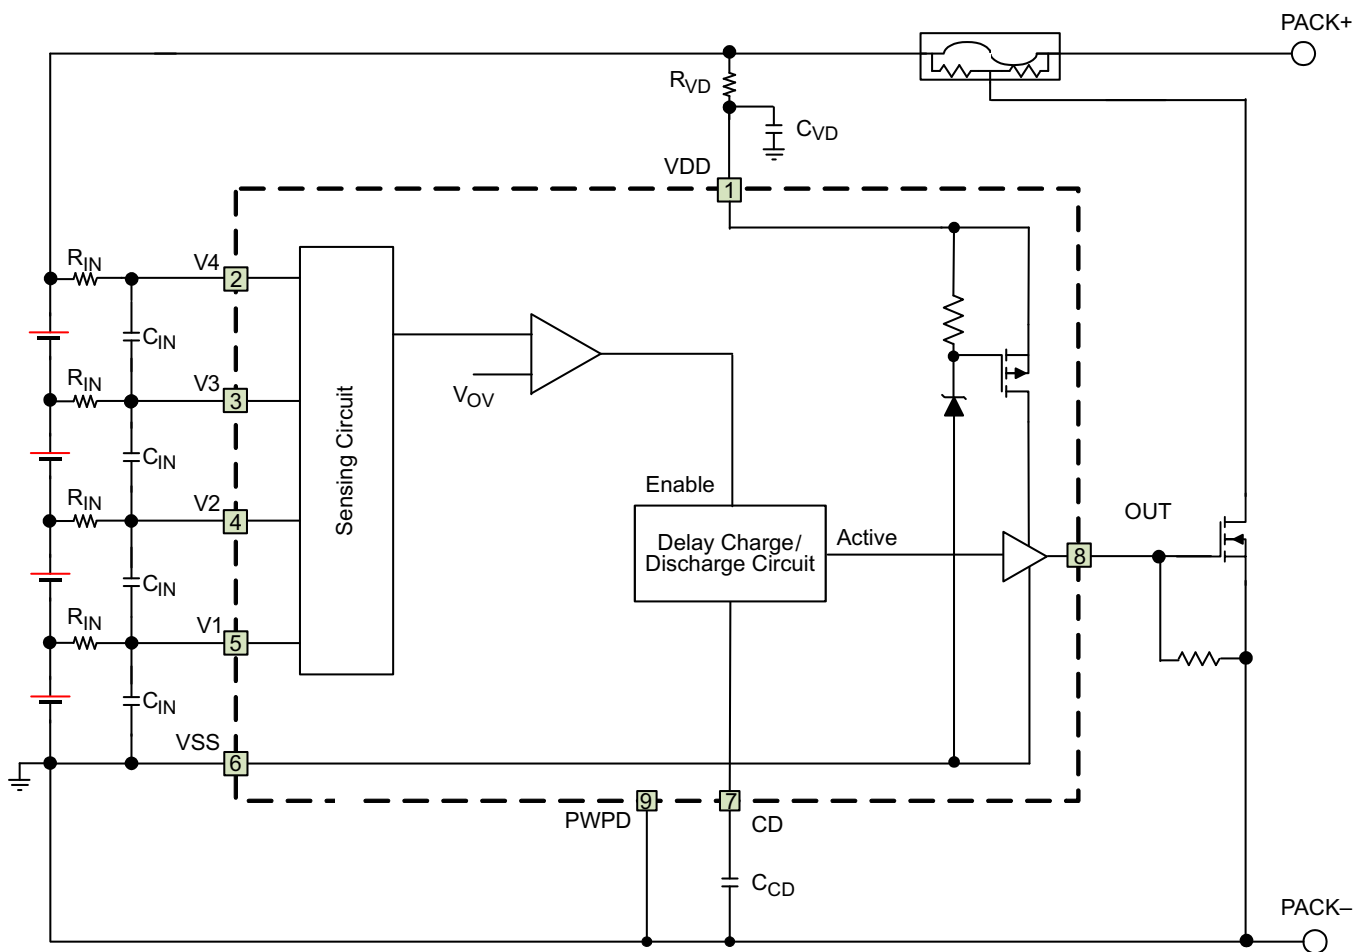 PACK+
RVD
CVD
VDD
1
RIN
V4
2
CIN
RIN
V3
3
VOV
CIN
Sensing Circuit
RIN
V2
4
Enable
OUT
Delay Charge/
Discharge Circuit
Active
8
CIN
RIN
V1
5
CIN
VSS
6
9
7
PWPD
CD
CCD
PACK–